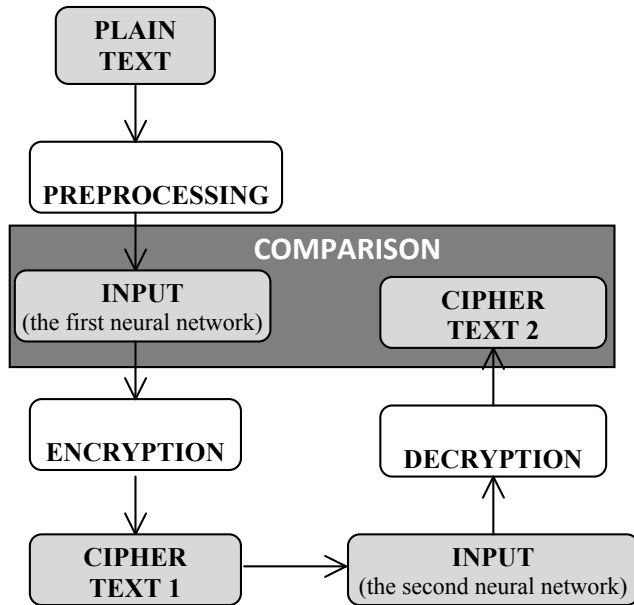 PLAIN
TEXT
PREPROCESSING
COMPARISON
INPUT
(the first neural network)
CIPHER
TEXT 2
ENCRYPTION
DECRYPTION
CIPHER
TEXT 1
INPUT
(the second neural network)